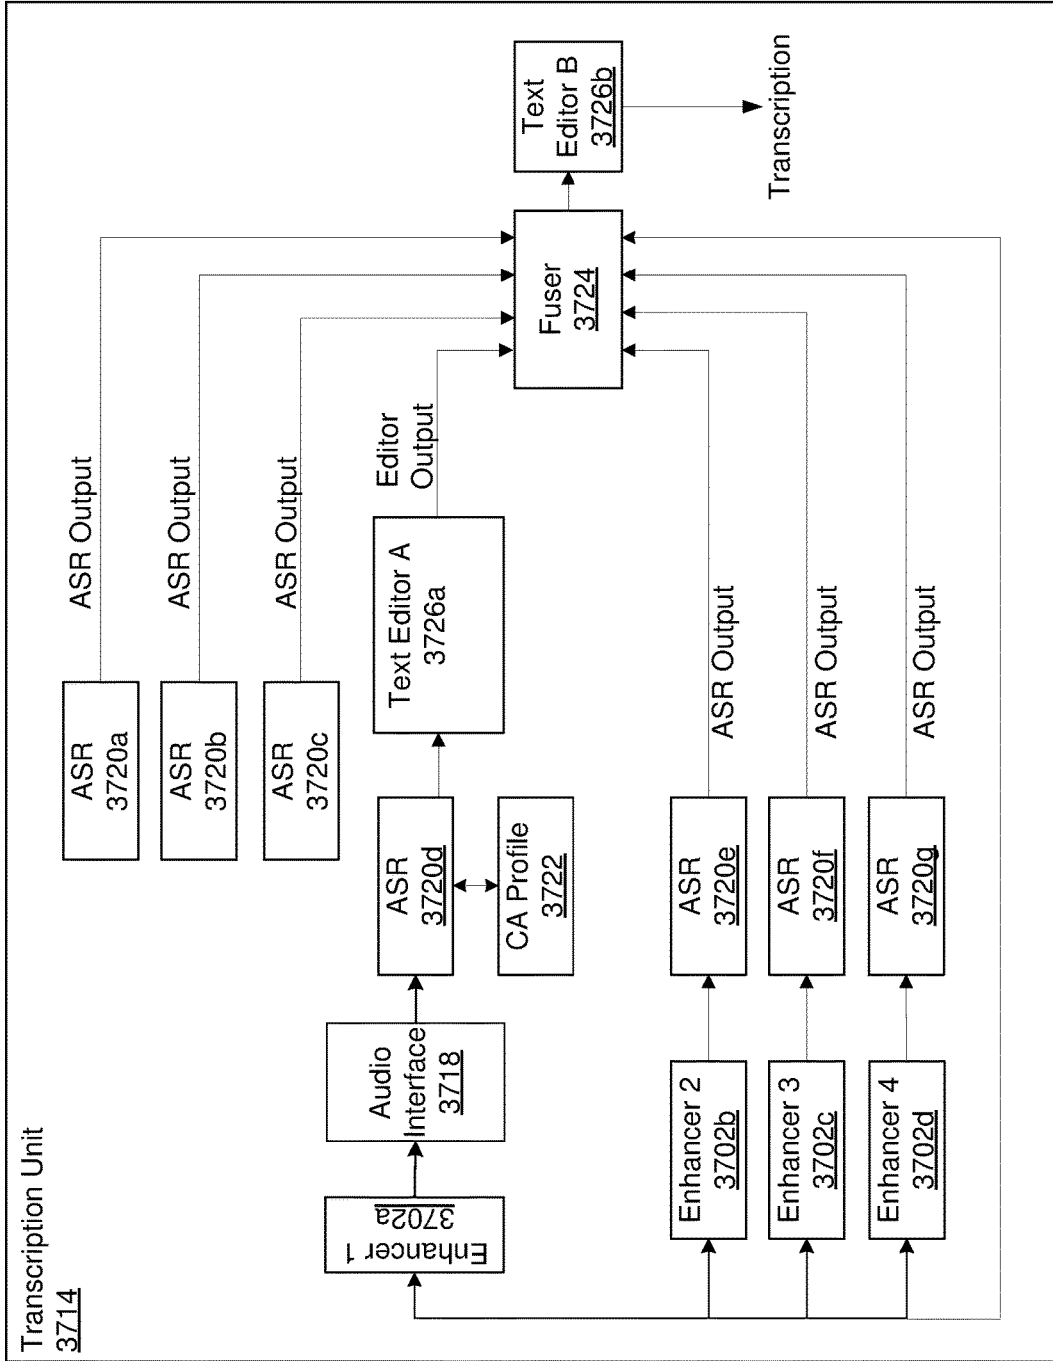 Transcription Unit
3714
ASR
3720a
ASR Output
ASR
3720b
ASR Output
ASR
3720c
ASR Output
Enhancer 1
3702a
Audio
Interface
3718
ASR
3720d
CA Profile
3722
Text Editor A
3726a
Editor
Output
Fuser
3724
Text
Editor B
3726b
Transcription
Enhancer 2
3702b
ASR
3720e
ASR Output
Enhancer 3
3702c
ASR
3720f
ASR Output
Enhancer 4
3702d
ASR
3720g
ASR Output